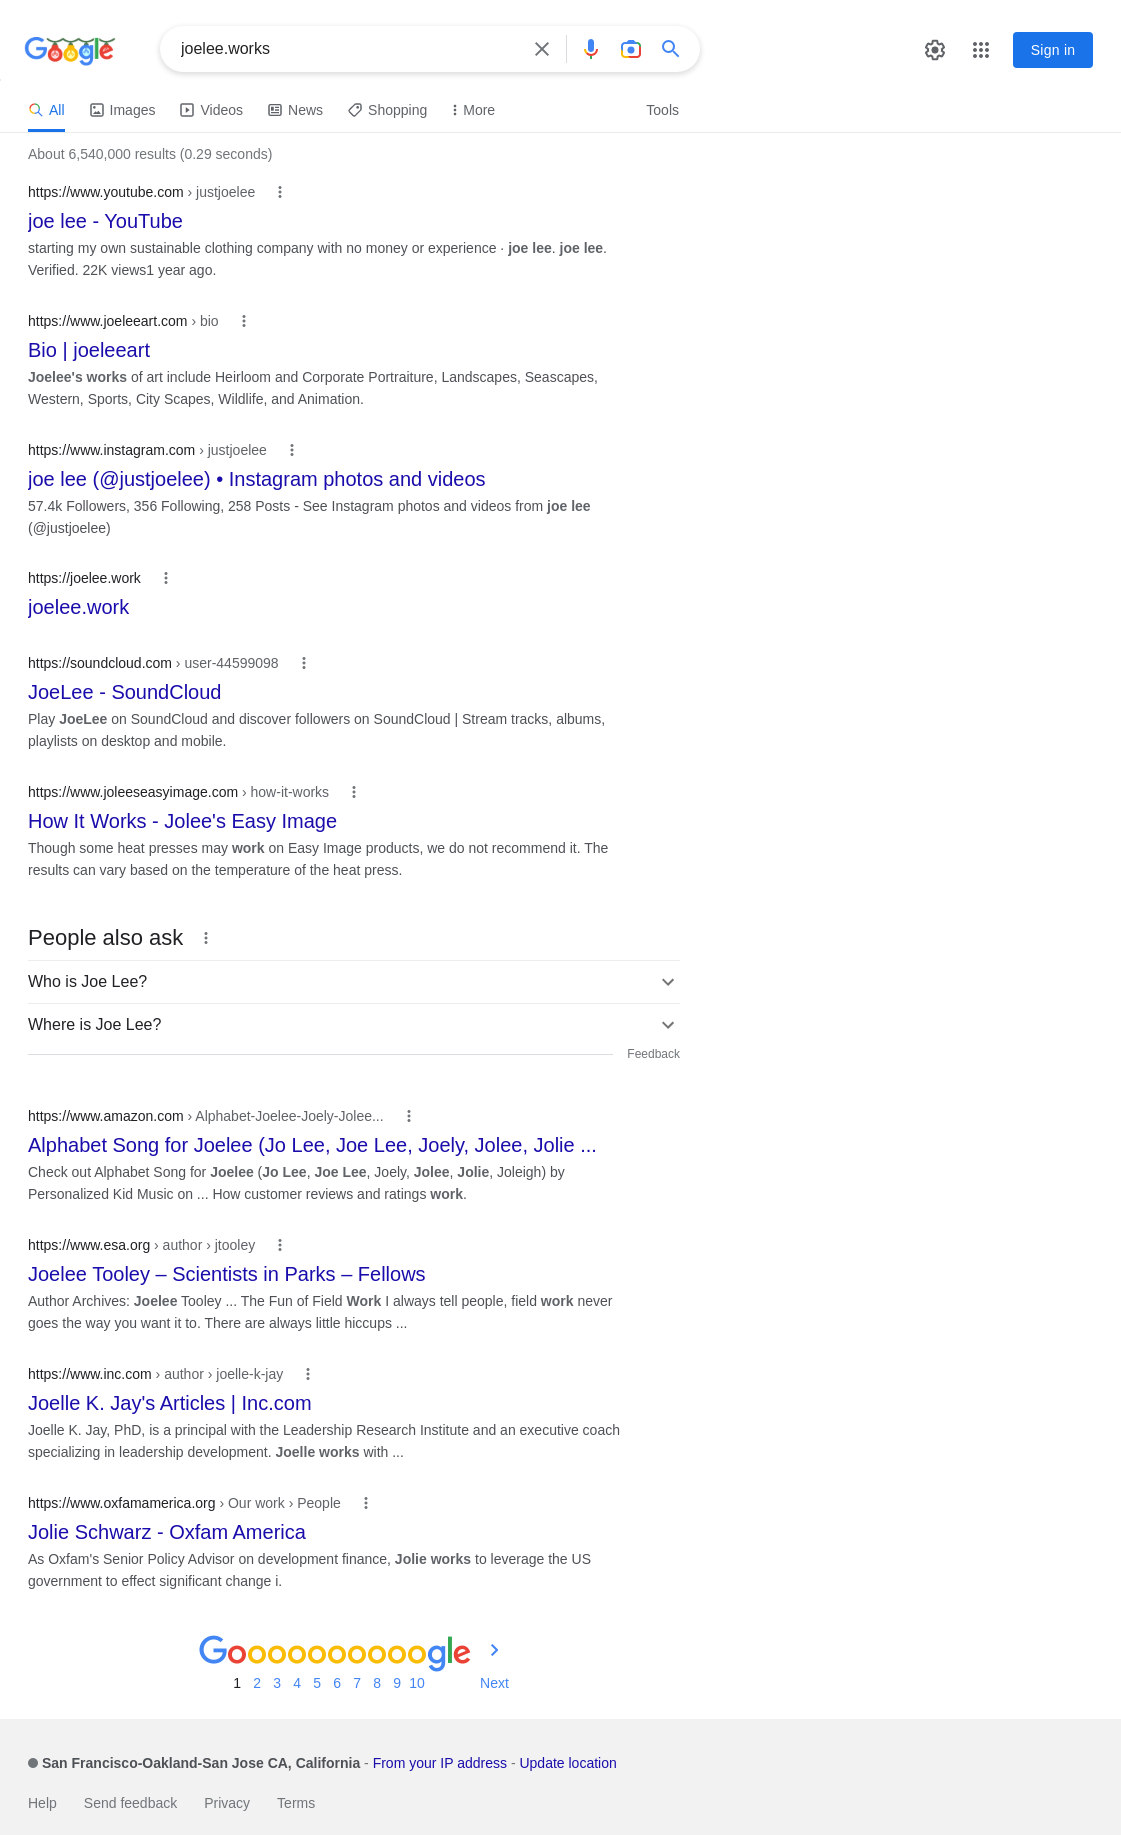 Google
joelee.works
Sign in
All
Images
Videos
News
Shopping
More
Tools
About 6,540,000 results (0.29 seconds)
https://www.youtube.com › justjoelee
joe lee - YouTube
starting my own sustainable clothing company with no money or experience · joe lee. joe lee.
Verified. 22K views1 year ago.
https://www.joeleeart.com › bio
Bio | joeleeart
Joelee's works of art include Heirloom and Corporate Portraiture, Landscapes, Seascapes,
Western, Sports, City Scapes, Wildlife, and Animation.
https://www.instagram.com › justjoelee
joe lee (@justjoelee) • Instagram photos and videos
57.4k Followers, 356 Following, 258 Posts - See Instagram photos and videos from joe lee
(@justjoelee)
https://joelee.work
joelee.work
https://soundcloud.com › user-44599098
JoeLee - SoundCloud
Play JoeLee on SoundCloud and discover followers on SoundCloud | Stream tracks, albums,
playlists on desktop and mobile.
https://www.joleeseasyimage.com › how-it-works
How It Works - Jolee's Easy Image
Though some heat presses may work on Easy Image products, we do not recommend it. The
results can vary based on the temperature of the heat press.
People also ask
Who is Joe Lee?
Where is Joe Lee?
Feedback
https://www.amazon.com › Alphabet-Joelee-Joely-Jolee...
Alphabet Song for Joelee (Jo Lee, Joe Lee, Joely, Jolee, Jolie ...
Check out Alphabet Song for Joelee (Jo Lee, Joe Lee, Joely, Jolee, Jolie, Joleigh) by
Personalized Kid Music on ... How customer reviews and ratings work.
https://www.esa.org › author › jtooley
Joelee Tooley – Scientists in Parks – Fellows
Author Archives: Joelee Tooley ... The Fun of Field Work I always tell people, field work never
goes the way you want it to. There are always little hiccups ...
https://www.inc.com › author › joelle-k-jay
Joelle K. Jay's Articles | Inc.com
Joelle K. Jay, PhD, is a principal with the Leadership Research Institute and an executive coach
specializing in leadership development. Joelle works with ...
https://www.oxfamamerica.org › Our work › People
Jolie Schwarz - Oxfam America
As Oxfam's Senior Policy Advisor on development finance, Jolie works to leverage the US
government to effect significant change i.
Goooooooooogle
1 2 3 4 5 6 7 8 9 10 Next
San Francisco-Oakland-San Jose CA, California - From your IP address - Update location
Help Send feedback Privacy Terms